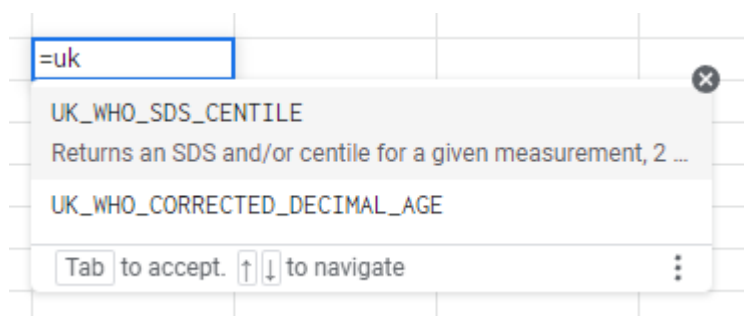 =uk
UK_WHO_SDS_CENTILE
Returns an SDS and/or centile for a given measurement, 2 ...
UK_WHO_CORRECTED_DECIMAL_AGE
Tab to accept. ↑ ↓ to navigate